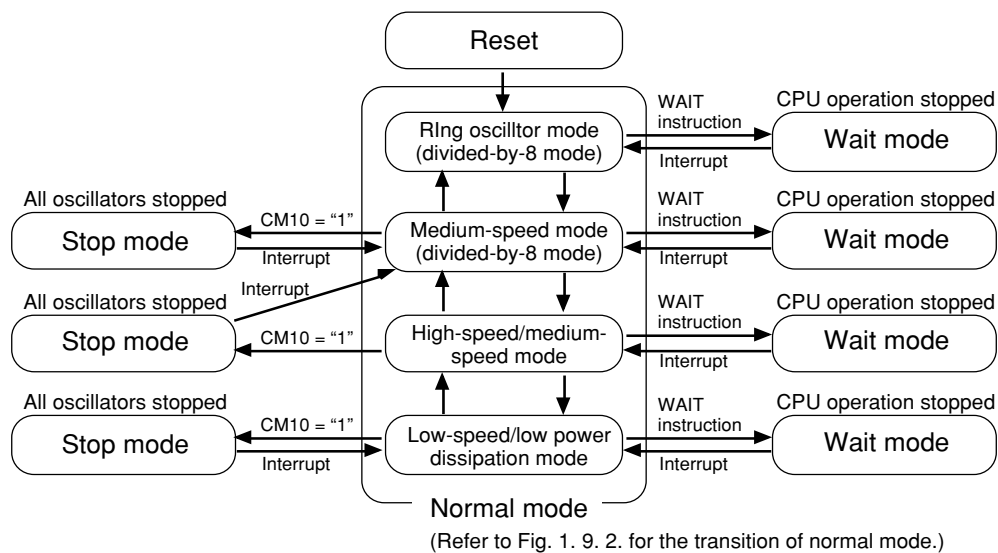 Reset
WAIT
instruction
CPU operation stopped
RIng oscilltor mode
(divided-by-8 mode)
Interrupt
Wait mode
All oscillators stopped
Stop mode
CM10 = “1”
Interrupt
Medium-speed mode
(divided-by-8 mode)
WAIT
instruction
Interrupt
CPU operation stopped
Wait mode
Interrupt
All oscillators stopped
Stop mode
CM10 = “1”
High-speed/medium-
speed mode
WAIT
instruction
Interrupt
CPU operation stopped
Wait mode
All oscillators stopped
Stop mode
CM10 = “1”
Interrupt
Low-speed/low power
dissipation mode
WAIT
instruction
Interrupt
CPU operation stopped
Wait mode
Normal mode
(Refer to Fig. 1. 9. 2. for the transition of normal mode.)